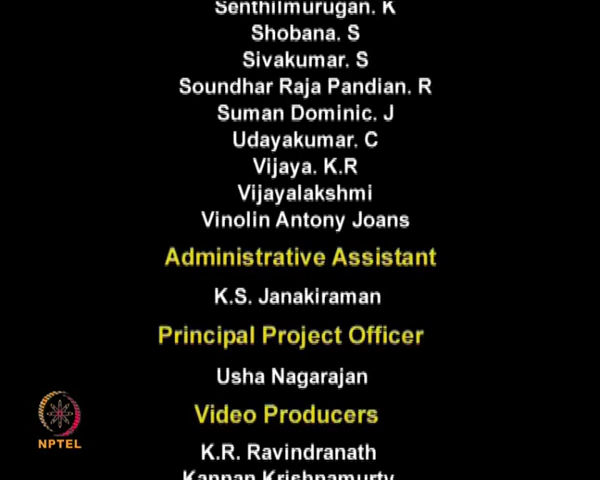 Senthilmurugan. K
Shobana. S
Sivakumar. S
Soundhar Raja Pandian. R
Suman Dominic. J
Udayakumar. C
Vijaya. K.R
Vijayalakshmi
Vinolin Antony Joans
Administrative Assistant
K.S. Janakiraman
Principal Project Officer
Usha Nagarajan
Video Producers
K.R. Ravindranath
Kannan Krishnamurty
NPTEL